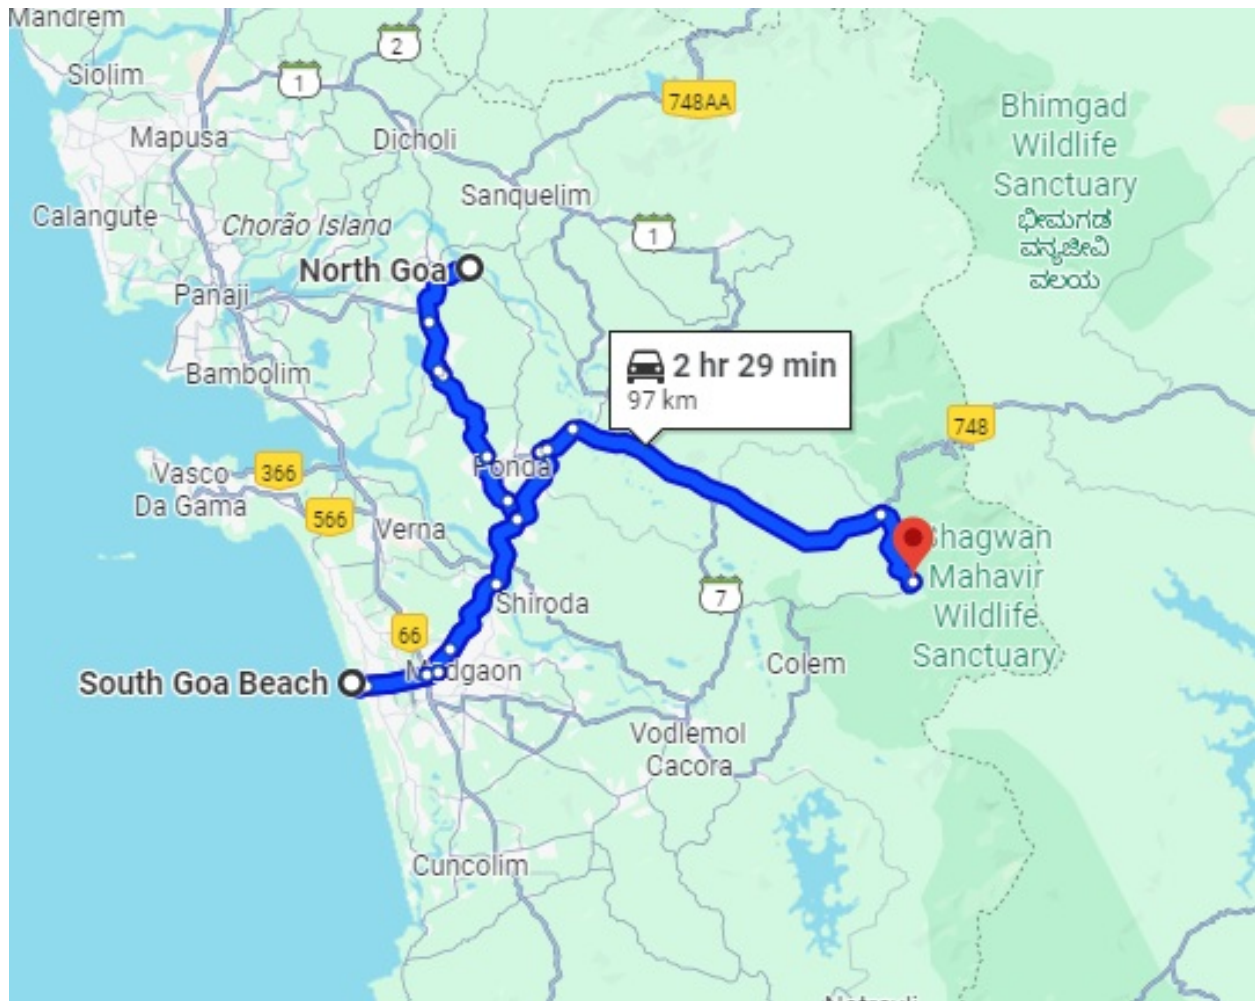 Mandrem
2
Siolim
1
748AA
Mapusa
Dicholi
Bhimgad
Wildlife
Sanctuary
ಭೀಮಗಡ
ವನ್ಯಜೀವಿ
ವಲಯ
Sanquelim
Calangute
Chorão Island
1
North Goa
Panaji
Bambolim
2 hr 29 min
97 km
748
Ponda
Vasco
Da Gama
366
566
Verna
Bhagwan
Mahavir
Wildlife
Sanctuary
7
Shiroda
66
Madgaon
Colem
South Goa Beach
Vodlemol
Cacora
Cuncolim